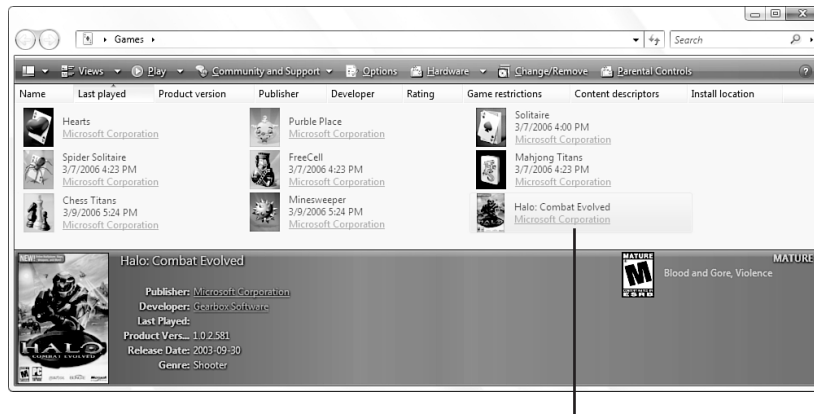 Games
Search
Views Play Community and Support Options Hardware Change/Remove Parental Controls ?
Name Last played Product version Publisher Developer Rating Game restrictions Content descriptors Install location
Hearts
Microsoft Corporation
Purble Place
Microsoft Corporation
Solitaire
3/7/2006 4:00 PM
Microsoft Corporation
Spider Solitaire
3/7/2006 4:23 PM
Microsoft Corporation
FreeCell
3/7/2006 4:23 PM
Microsoft Corporation
Mahjong Titans
3/7/2006 4:23 PM
Microsoft Corporation
Chess Titans
3/9/2006 5:24 PM
Microsoft Corporation
Minesweeper
3/9/2006 5:24 PM
Microsoft Corporation
Halo: Combat Evolved
Microsoft Corporation
NEW!
HALO
COMBAT EVOLVED
Halo: Combat Evolved
Publisher: Microsoft Corporation
Developer: Gearbox Software
Last Played:
Product Vers... 1.0.2.581
Release Date: 2003-09-30
Genre: Shooter
MATURE
M
ESRB
MATURE
Blood and Gore, Violence